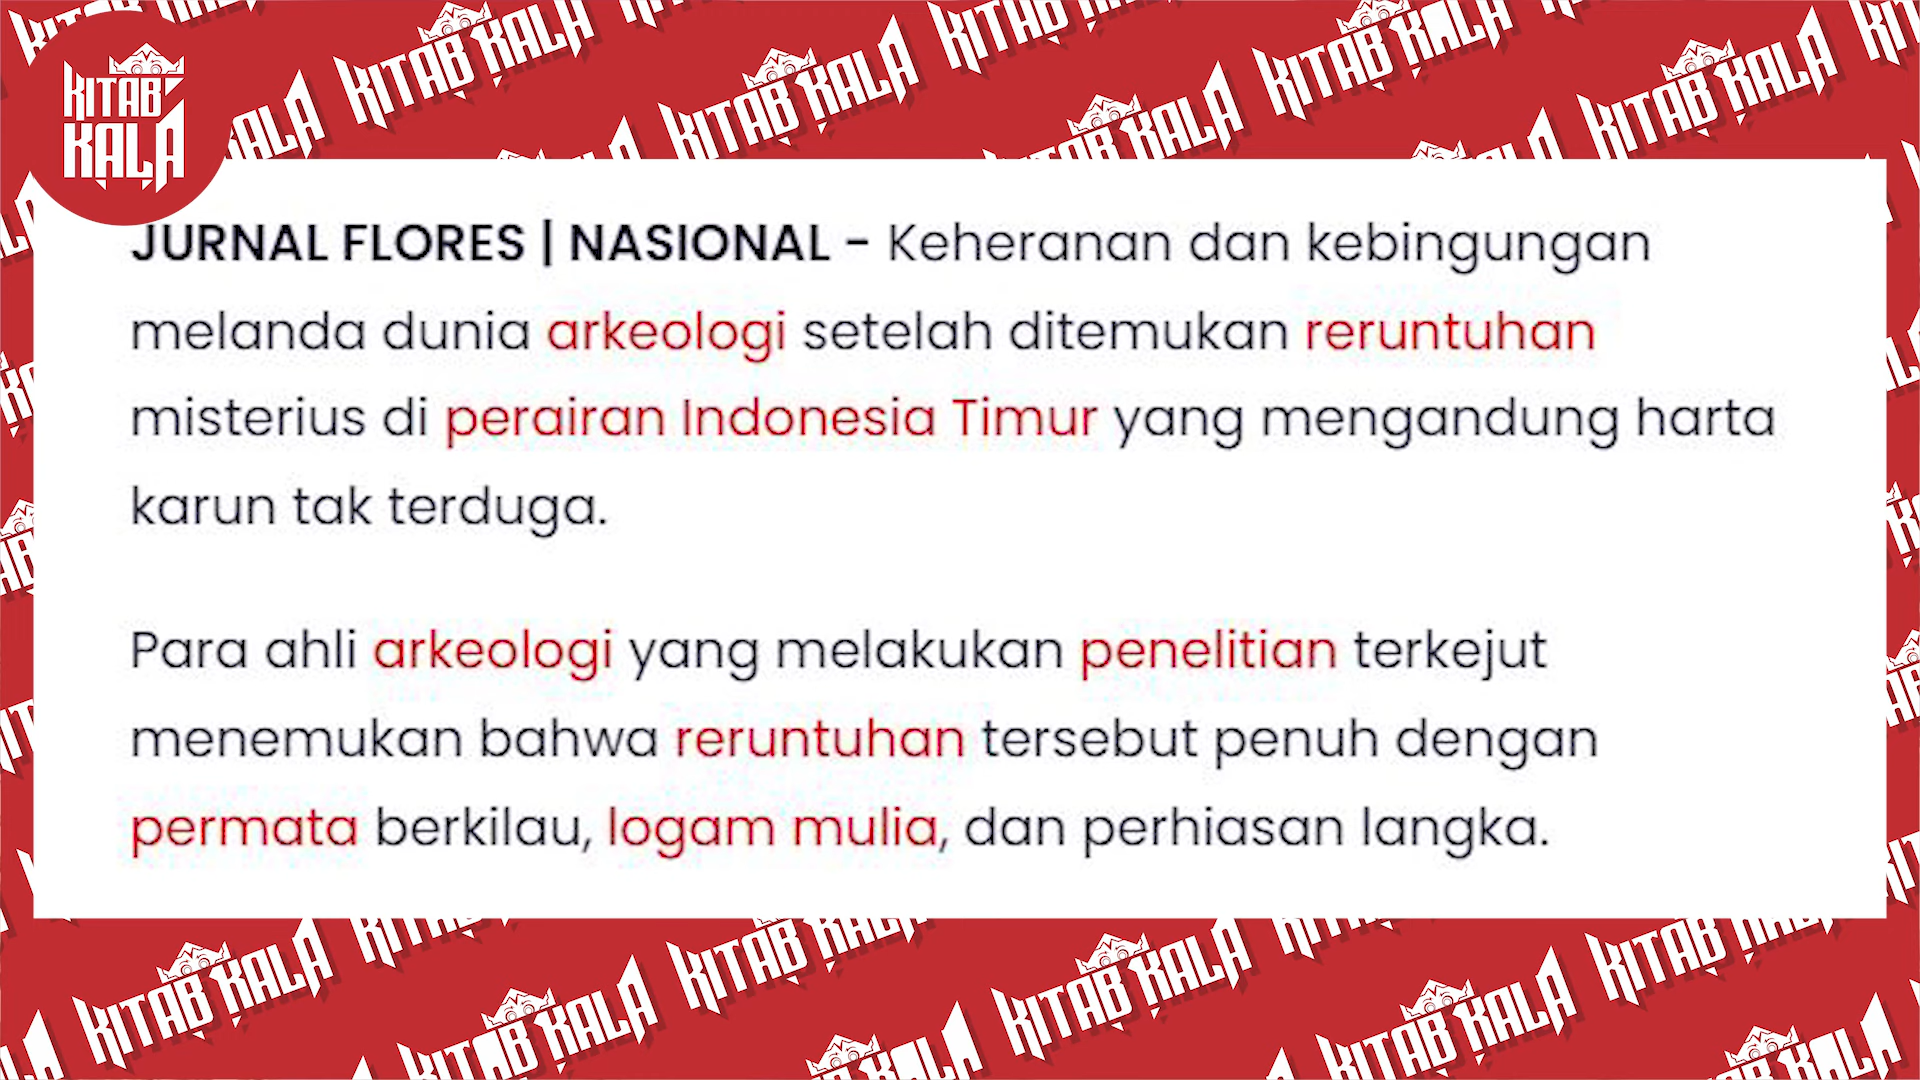 KITAB
KALA
JURNAL FLORES | NASIONAL - Keheranan dan kebingungan
melanda dunia arkeologi setelah ditemukan reruntuhan
misterius di perairan Indonesia Timur yang mengandung harta
karun tak terduga.
Para ahli arkeologi yang melakukan penelitian terkejut
menemukan bahwa reruntuhan tersebut penuh dengan
permata berkilau, logam mulia, dan perhiasan langka.